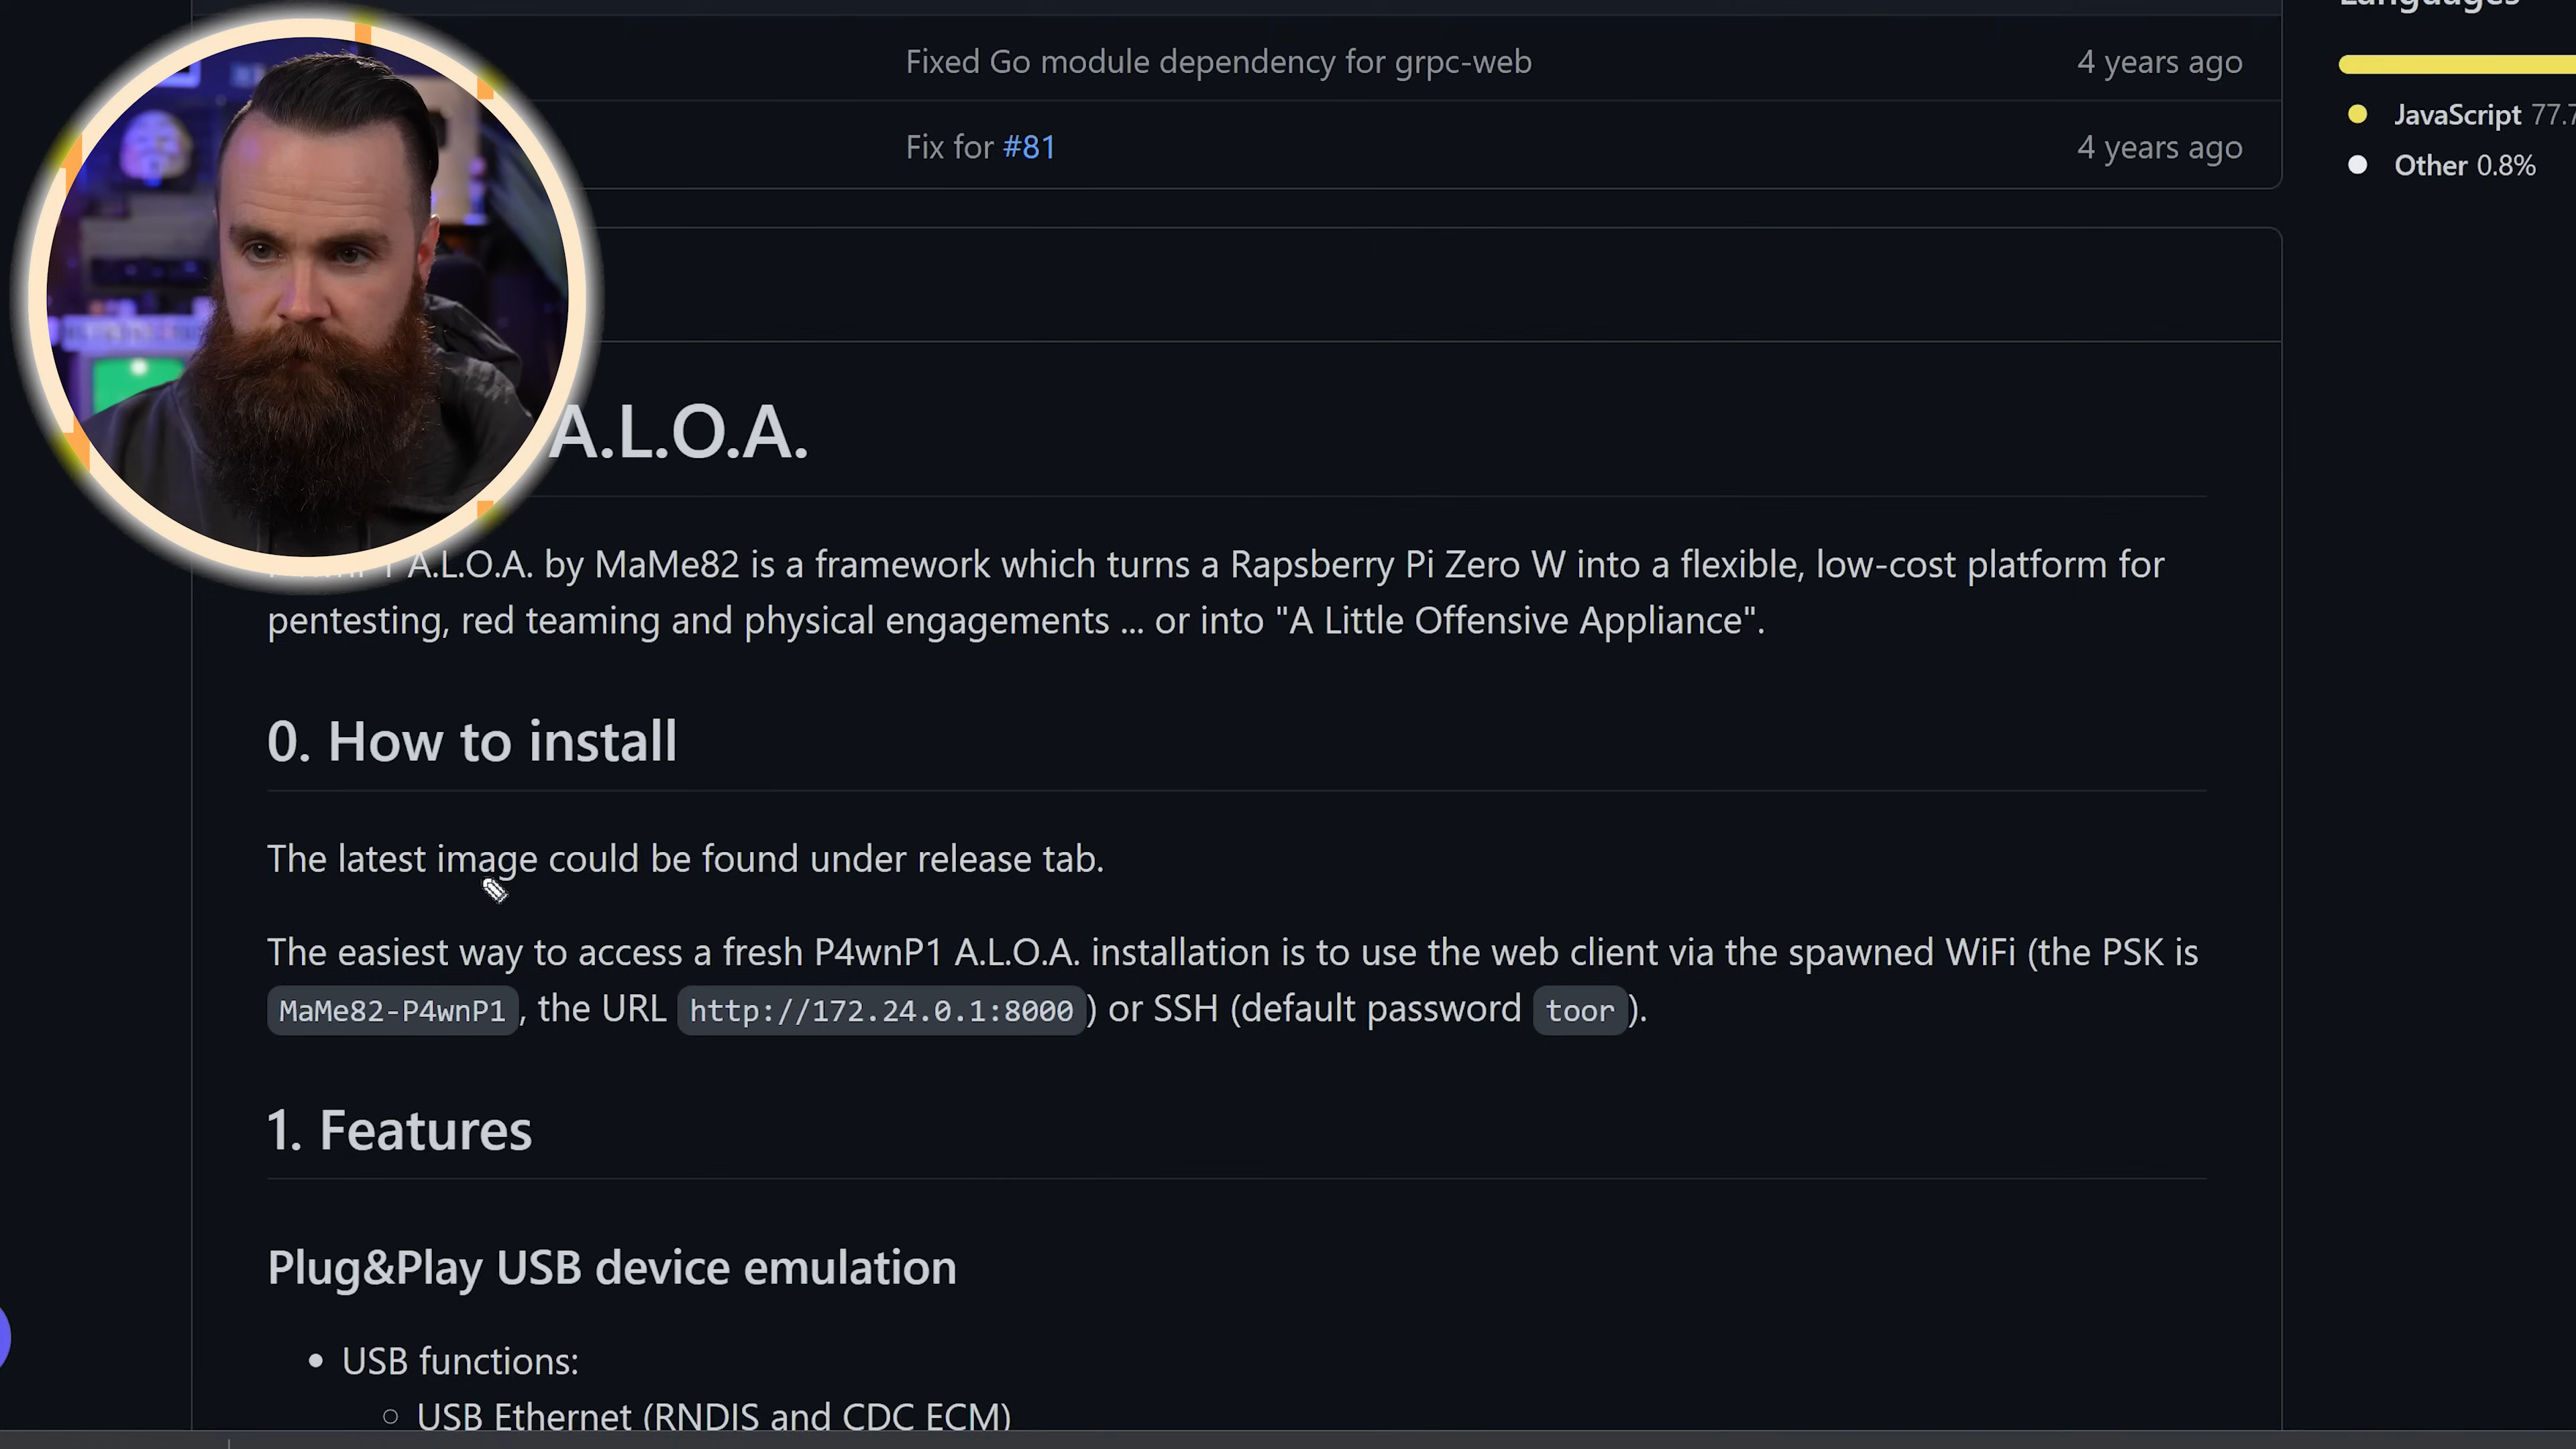 Languages
Fixed Go module dependency for grpc-web
4 years ago
JavaScript 77.7
Fix for #81
4 years ago
Other 0.8%
A.L.O.A.
A.L.O.A. by MaMe82 is a framework which turns a Rapsberry Pi Zero W into a flexible, low-cost platform for
pentesting, red teaming and physical engagements ... or into "A Little Offensive Appliance".
0. How to install
The latest image could be found under release tab.
The easiest way to access a fresh P4wnP1 A.L.O.A. installation is to use the web client via the spawned WiFi (the PSK is
MaMe82-P4wnP1, the URL http://172.24.0.1:8000) or SSH (default password toor).
1. Features
Plug&Play USB device emulation
• USB functions:
○ USB Ethernet (RNDIS and CDC ECM)